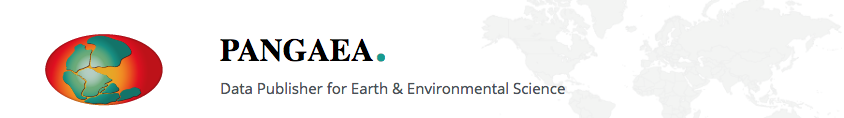 PANGAEA.
Data Publisher for Earth & Environmental Science